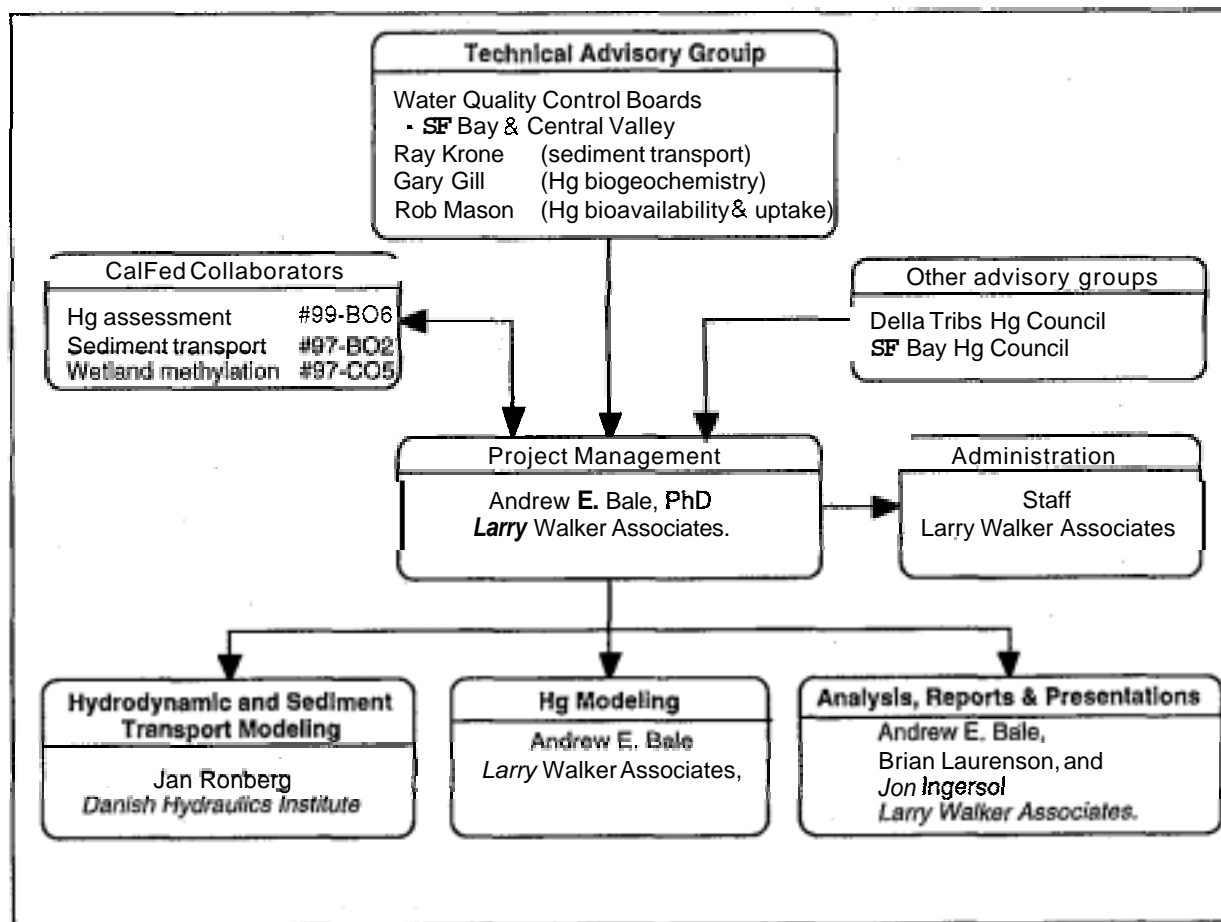 Technical Advisory Grouip
Water Quality Control Boards
- SF Bay & Central Valley
Ray Krone (sediment transport)
Gary Gill (Hg biogeochemistry)
Rob Mason (Hg bioavailability & uptake)
CalFed Collaborators
Hg assessment #99-BO6
Sediment transport #97-BO2
Wetland methylation #97-CO5
Other advisory groups
Della Tribs Hg Council
SF Bay Hg Council
Project Management
Andrew E. Bale, PhD
Larry Walker Associates.
Administration
Staff
Larry Walker Associates
Hydrodynamic and Sediment
Transport Modeling
Jan Ronberg
Danish Hydraulics Institute
Hg Modeling
Andrew E. Bale
Larry Walker Associates,
Analysis, Reports & Presentations
Andrew E. Bale,
Brian Laurenson, and
Jon Ingersol
Larry Walker Associates.